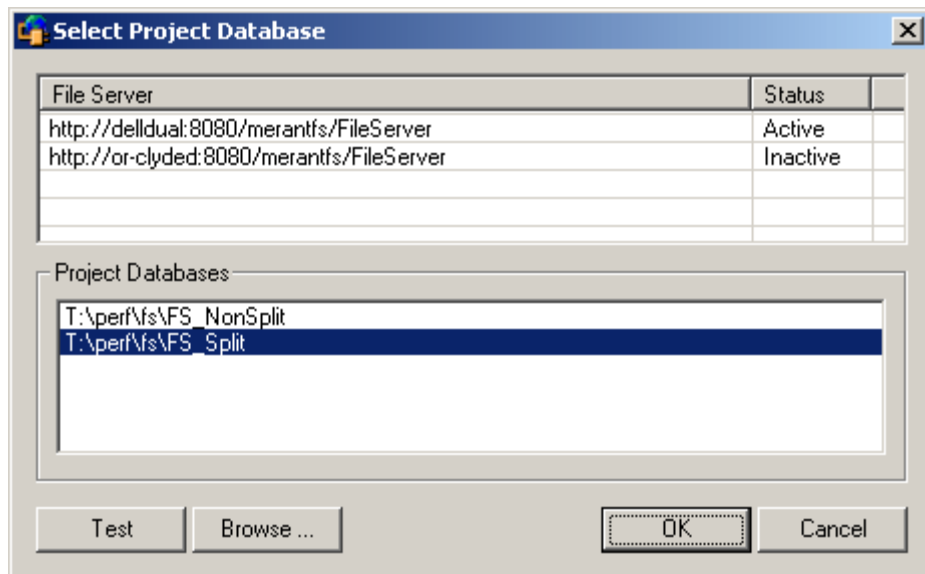 Select Project Database
File Server Status
http://delldual:8080/merantfs/FileServer Active
http://or-clyded:8080/merantfs/FileServer Inactive
Project Databases
T:\perf\fs\FS_NonSplit
T:\perf\fs\FS_Split
Test Browse ... OK Cancel